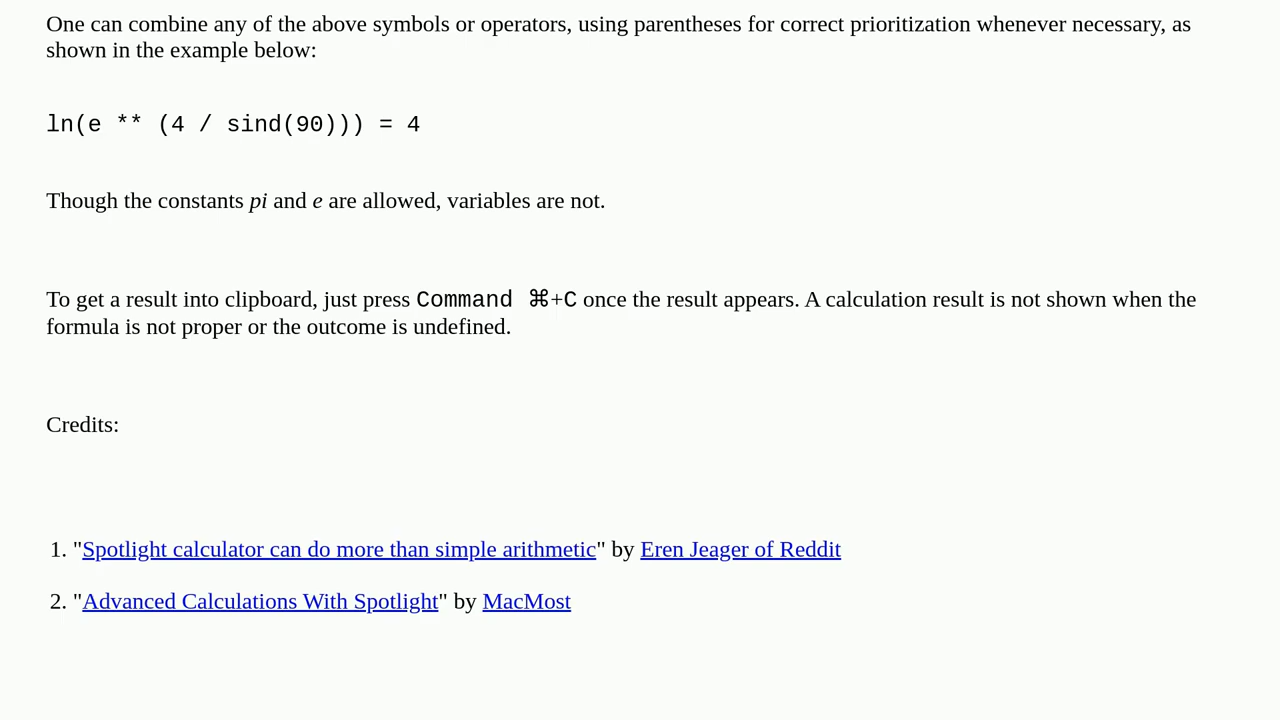 One can combine any of the above symbols or operators, using parentheses for correct prioritization whenever necessary, as
shown in the example below:
ln(e ** (4 / sind(90))) = 4
Though the constants pi and e are allowed, variables are not.
To get a result into clipboard, just press Command ⌘+C once the result appears. A calculation result is not shown when the
formula is not proper or the outcome is undefined.
Credits:
1. "Spotlight calculator can do more than simple arithmetic" by Eren Jeager of Reddit
2. "Advanced Calculations With Spotlight" by MacMost